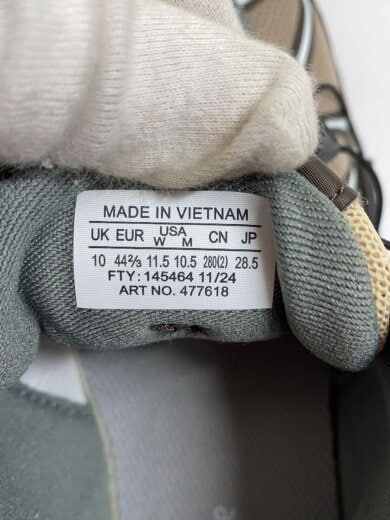 MADE IN VIETNAM
UK EUR USA W M CN JP
10 44⅔ 11.5 10.5 280(2) 28.5
FTY: 145464 11/24
ART NO. 477618